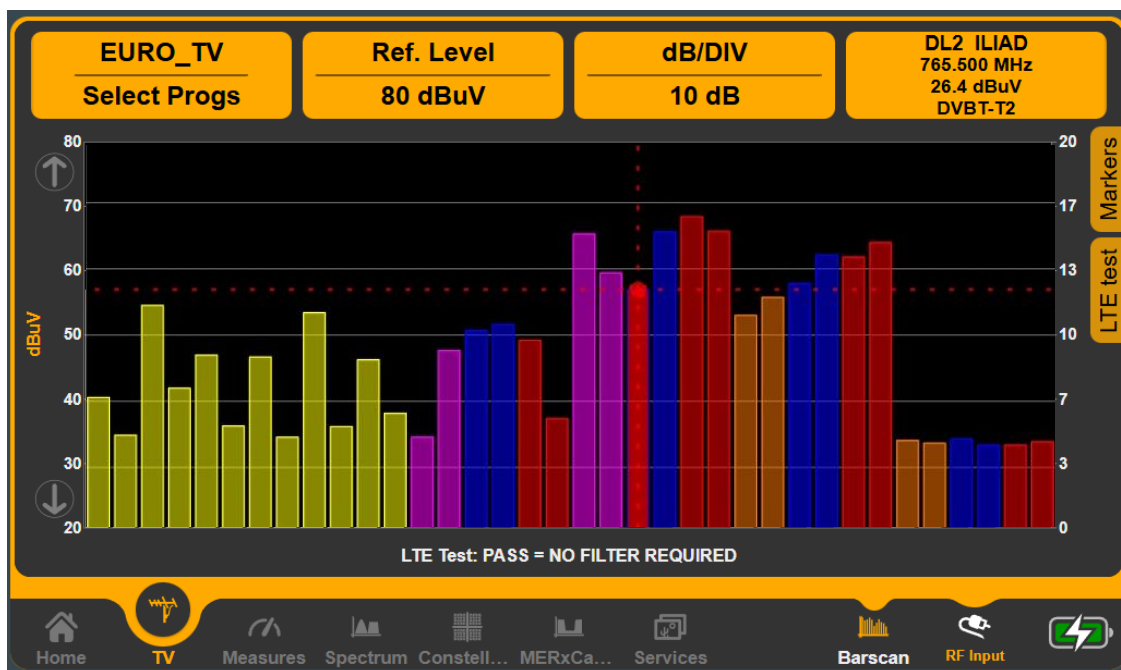 EURO_TV
Select Progs
Ref. Level
80 dBuV
dB/DIV
10 dB
DL2 ILIAD
765.500 MHz
26.4 dBuV
DVBT-T2
Markers
LTE test
dBuV
80
70
60
50
40
30
20
20
17
13
10
7
3
0
LTE Test: PASS = NO FILTER REQUIRED
Home
TV
Measures
Spectrum
Constell...
MERxCa...
Services
Barscan
RF Input